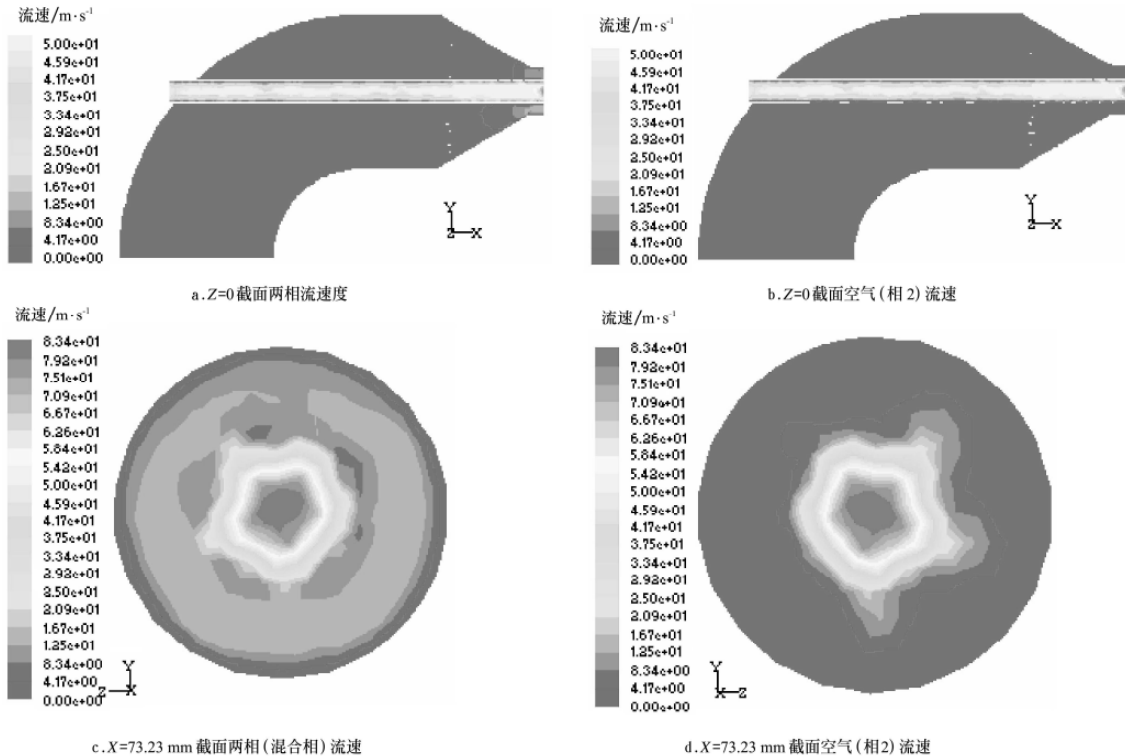 流速/m·s⁻¹
5.00e+01
4.59e+01
4.17e+01
3.75e+01
3.34e+01
2.92e+01
2.50e+01
2.09e+01
1.67e+01
1.25e+01
8.34e+00
4.17e+00
0.00e+00
Y
Z X
a.Z=0截面两相流速度
流速/m·s⁻¹
5.00e+01
4.59e+01
4.17e+01
3.75e+01
3.34e+01
2.92e+01
2.50e+01
2.09e+01
1.67e+01
1.25e+01
8.34e+00
4.17e+00
0.00e+00
Y
Z X
b.Z=0截面空气(相2)流速
流速/m·s⁻¹
8.34e+01
7.92e+01
7.51e+01
7.09e+01
6.67e+01
6.26e+01
5.84e+01
5.42e+01
5.00e+01
4.59e+01
4.17e+01
3.75e+01
3.34e+01
2.92e+01
2.50e+01
2.09e+01
1.67e+01
1.25e+01
8.34e+00
4.17e+00
0.00e+00
Y
Z X
c.X=73.23 mm截面两相(混合相)流速
流速/m·s⁻¹
8.34e+01
7.92e+01
7.51e+01
7.09e+01
6.67e+01
6.26e+01
5.84e+01
5.42e+01
5.00e+01
4.59e+01
4.17e+01
3.75e+01
3.34e+01
2.92e+01
2.50e+01
2.09e+01
1.67e+01
1.25e+01
8.34e+00
4.17e+00
0.00e+00
Y
X Z
d.X=73.23 mm截面空气(相2)流速